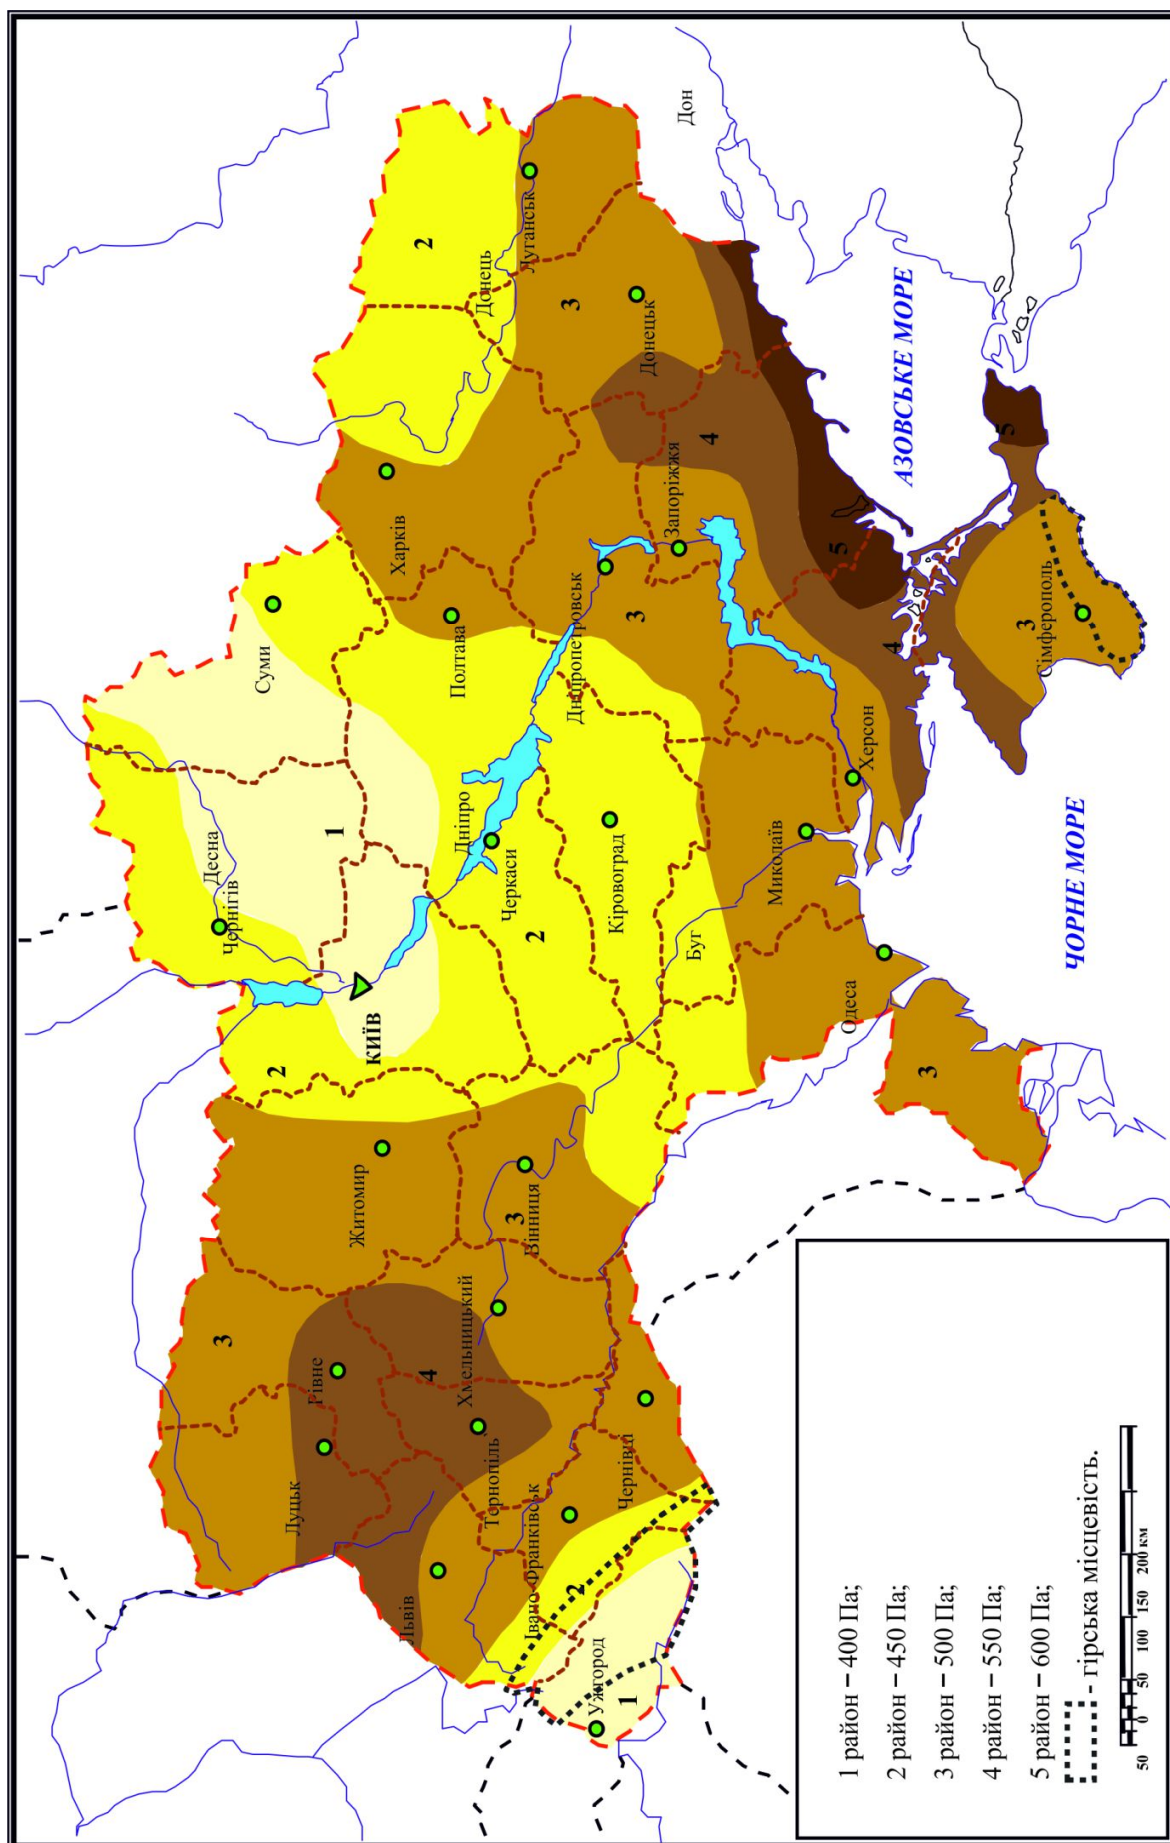 Чернігів
Десна
Суми
1
2
2
КИЇВ
Житомир
3
Рівне
Луцьк
4
Хмельницький
Тернопіль
Львів
Івано-Франківськ
Чернівці
Ужгород
1
2
3
Вінниця
Дніпро
Черкаси
2
Кіровоград
Полтава
Харків
Донець
Луганськ
2
3
Донецьк
Дніпропетровськ
3
Запоріжжя
4
5
Буг
Миколаїв
Херсон
Одеса
3
4
5
3
Сімферополь
Дон
АЗОВСЬКЕ МОРЕ
ЧОРНЕ МОРЕ
1 район – 400 Па;
2 район – 450 Па;
3 район – 500 Па;
4 район – 550 Па;
5 район – 600 Па;
- гірська місцевість.
50 0 50 100 150 200 КМ